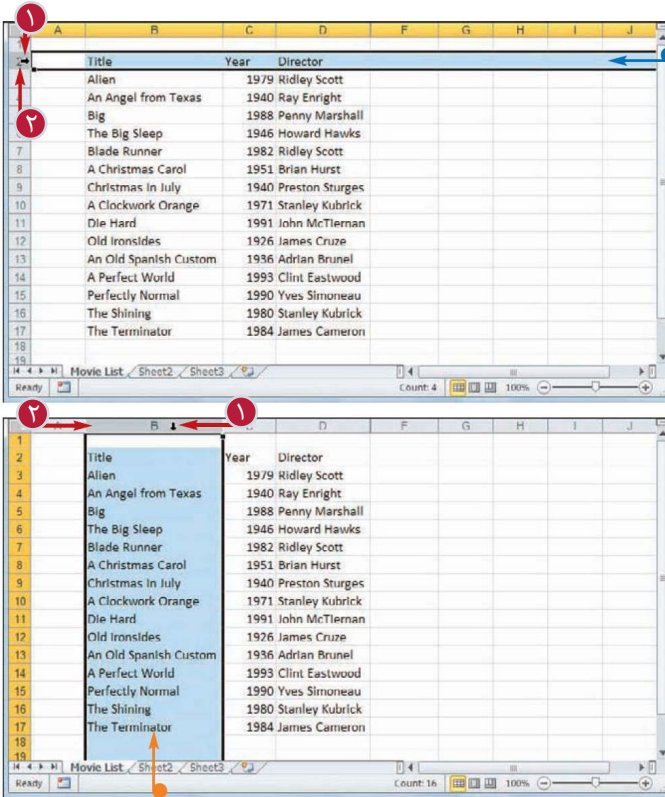 ١
A B C D F G H I J
Title Year Director
Alien 1979 Ridley Scott
An Angel from Texas 1940 Ray Enright
٢
Big 1988 Penny Marshall
The Big Sleep 1946 Howard Hawks
7 Blade Runner 1982 Ridley Scott
8 A Christmas Carol 1951 Brian Hurst
9 Christmas in July 1940 Preston Sturges
10 A Clockwork Orange 1971 Stanley Kubrick
11 Die Hard 1991 John McTiernan
12 Old Ironsides 1926 James Cruze
13 An Old Spanish Custom 1936 Adrian Brunel
14 A Perfect World 1993 Clint Eastwood
15 Perfectly Normal 1990 Yves Simoneau
16 The Shining 1980 Stanley Kubrick
17 The Terminator 1984 James Cameron
18
19
Movie List Sheet2 Sheet3
Ready Count: 4 100%
٢ ١
B D F G H I J
1
2 Title Year Director
3 Alien 1979 Ridley Scott
4 An Angel from Texas 1940 Ray Enright
5 Big 1988 Penny Marshall
6 The Big Sleep 1946 Howard Hawks
7 Blade Runner 1982 Ridley Scott
8 A Christmas Carol 1951 Brian Hurst
9 Christmas in July 1940 Preston Sturges
10 A Clockwork Orange 1971 Stanley Kubrick
11 Die Hard 1991 John McTiernan
12 Old Ironsides 1926 James Cruze
13 An Old Spanish Custom 1936 Adrian Brunel
14 A Perfect World 1993 Clint Eastwood
15 Perfectly Normal 1990 Yves Simoneau
16 The Shining 1980 Stanley Kubrick
17 The Terminator 1984 James Cameron
18
19
Movie List Sheet2 Sheet3
Ready Count: 16 100%